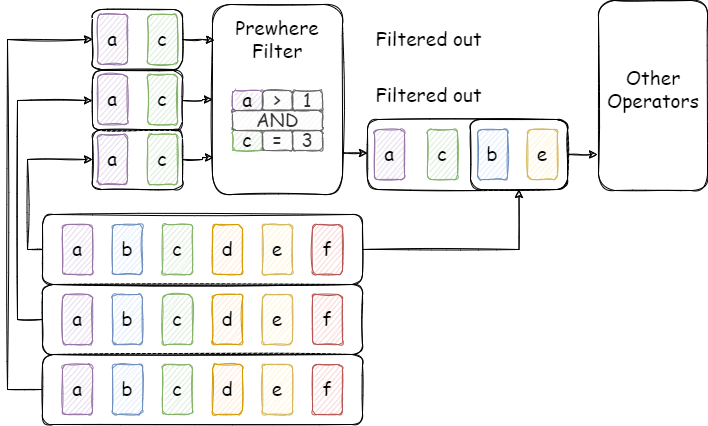 a c
Prewhere
Filter
Filtered out
a c
a > 1
AND
c = 3
Filtered out
a c
a c b e
Other
Operators
a b c d e f
a b c d e f
a b c d e f